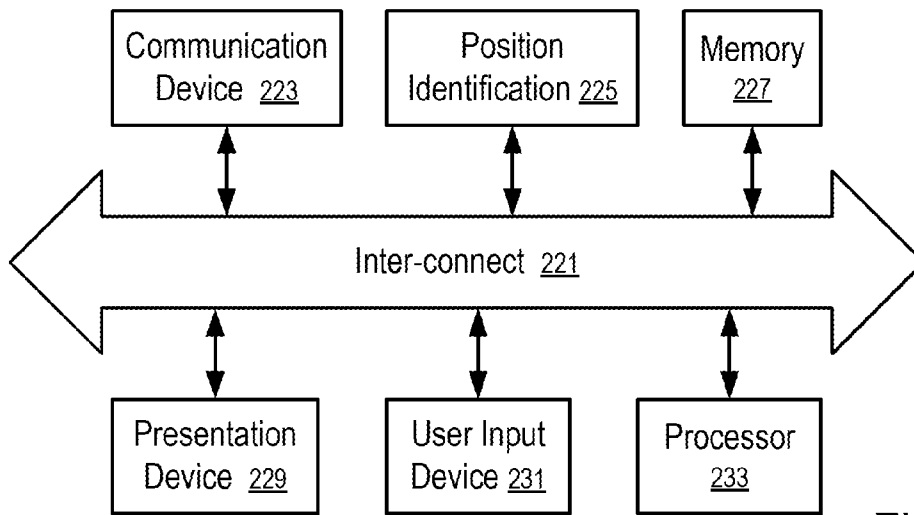 Communication
Device 223
Position
Identification 225
Memory
227
Inter-connect 221
Presentation
Device 229
User Input
Device 231
Processor
233